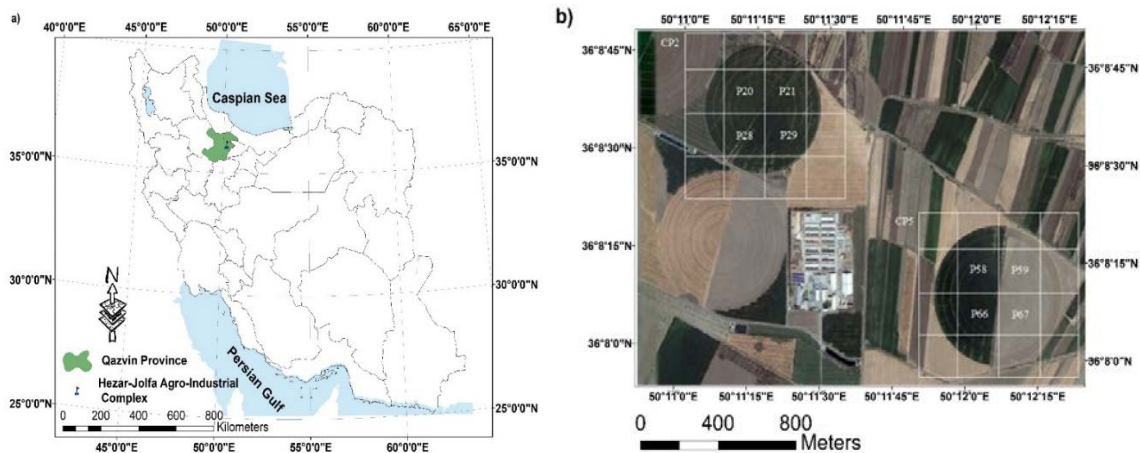 a)
40°0'0"E 45°0'0"E 50°0'0"E 55°0'0"E 60°0'0"E 65°0'0"E
Caspian Sea
35°0'0"N 35°0'0"N
30°0'0"N 30°0'0"N
N
Qazvin Province
Hezar-Jolfa Agro-Industrial
Complex
Persian Gulf
25°0'0"N 25°0'0"N
0 200 400 600 800
Kilometers
45°0'0"E 50°0'0"E 55°0'0"E 60°0'0"E
b)
50°11'0"E 50°11'15"E 50°11'30"E 50°11'45"E 50°12'0"E 50°12'15"E
CP2
36°8'45"N 36°8'45"N
P20 P21
P28 P29
36°8'30"N 36°8'30"N
CP5
36°8'15"N 36°8'15"N
P58 P59
P66 P67
36°8'0"N 36°8'0"N
50°11'0"E 50°11'15"E 50°11'30"E 50°11'45"E 50°12'0"E 50°12'15"E
0 400 800
Meters